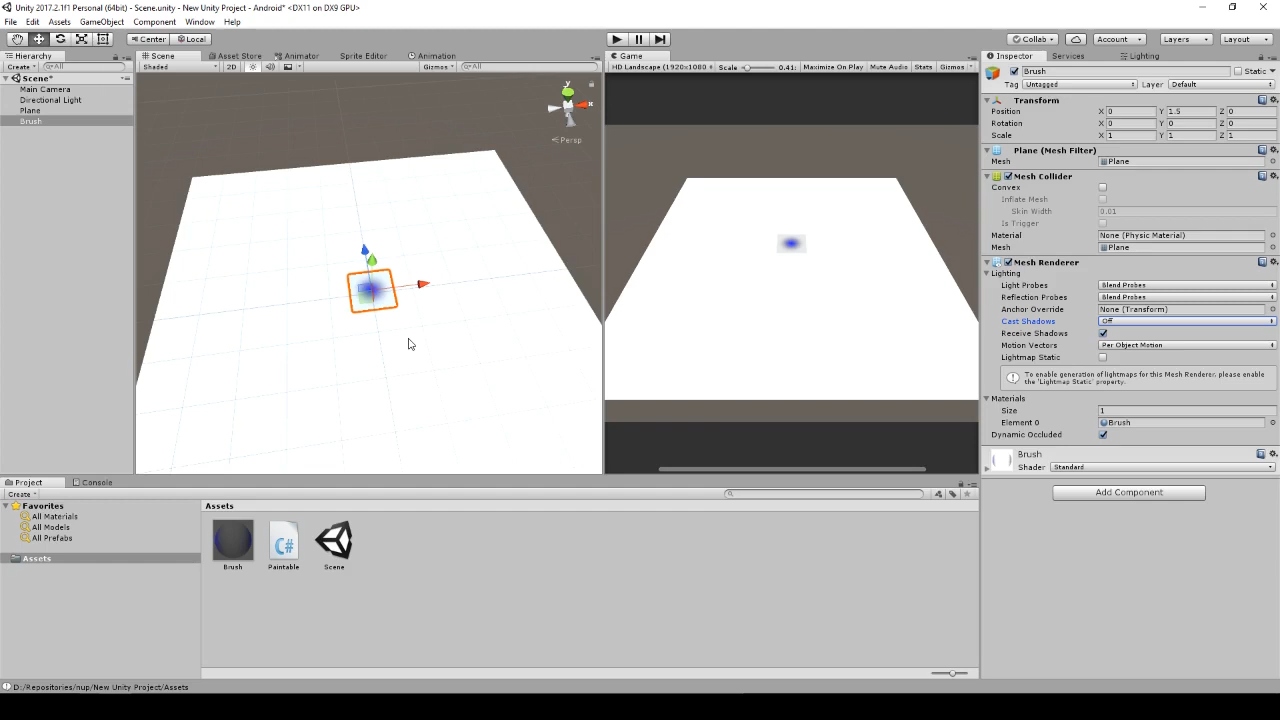 Unity 2017.2.1f1 Personal (64bit) - Scene.unity - New Unity Project - Android* <DX11 on DX9 GPU>
File Edit Assets GameObject Component Window Help
Center Local
Collab Account Layers Layout
Hierarchy
Create All
Scene*
Main Camera
Directional Light
Plane
Brush
Scene Asset Store Animator Sprite Editor Animation
Shaded 2D Gizmos All
y
x
Persp
Game
HD Landscape (1920x1080 Scale 0.41: Maximize On Play Mute Audio Stats Gizmos
Inspector Services Lighting
Brush Static
Tag Untagged Layer Default
Transform
Position X 0 Y 1.5 Z 0
Rotation X 0 Y 0 Z 0
Scale X 1 Y 1 Z 1
Plane (Mesh Filter)
Mesh Plane
Mesh Collider
Convex
Inflate Mesh
Skin Width 0.01
Is Trigger
Material None (Physic Material)
Mesh Plane
Mesh Renderer
Lighting
Light Probes Blend Probes
Reflection Probes Blend Probes
Anchor Override None (Transform)
Cast Shadows Off
Receive Shadows
Motion Vectors Per Object Motion
Lightmap Static
To enable generation of lightmaps for this Mesh Renderer, please enable
the 'Lightmap Static' property.
Materials
Size 1
Element 0 Brush
Dynamic Occluded
Brush
Shader Standard
Add Component
Project Console
Create
Favorites
All Materials
All Models
All Prefabs
Assets
Assets
C#
Brush Paintable Scene
D:/Repositories/nup/New Unity Project/Assets